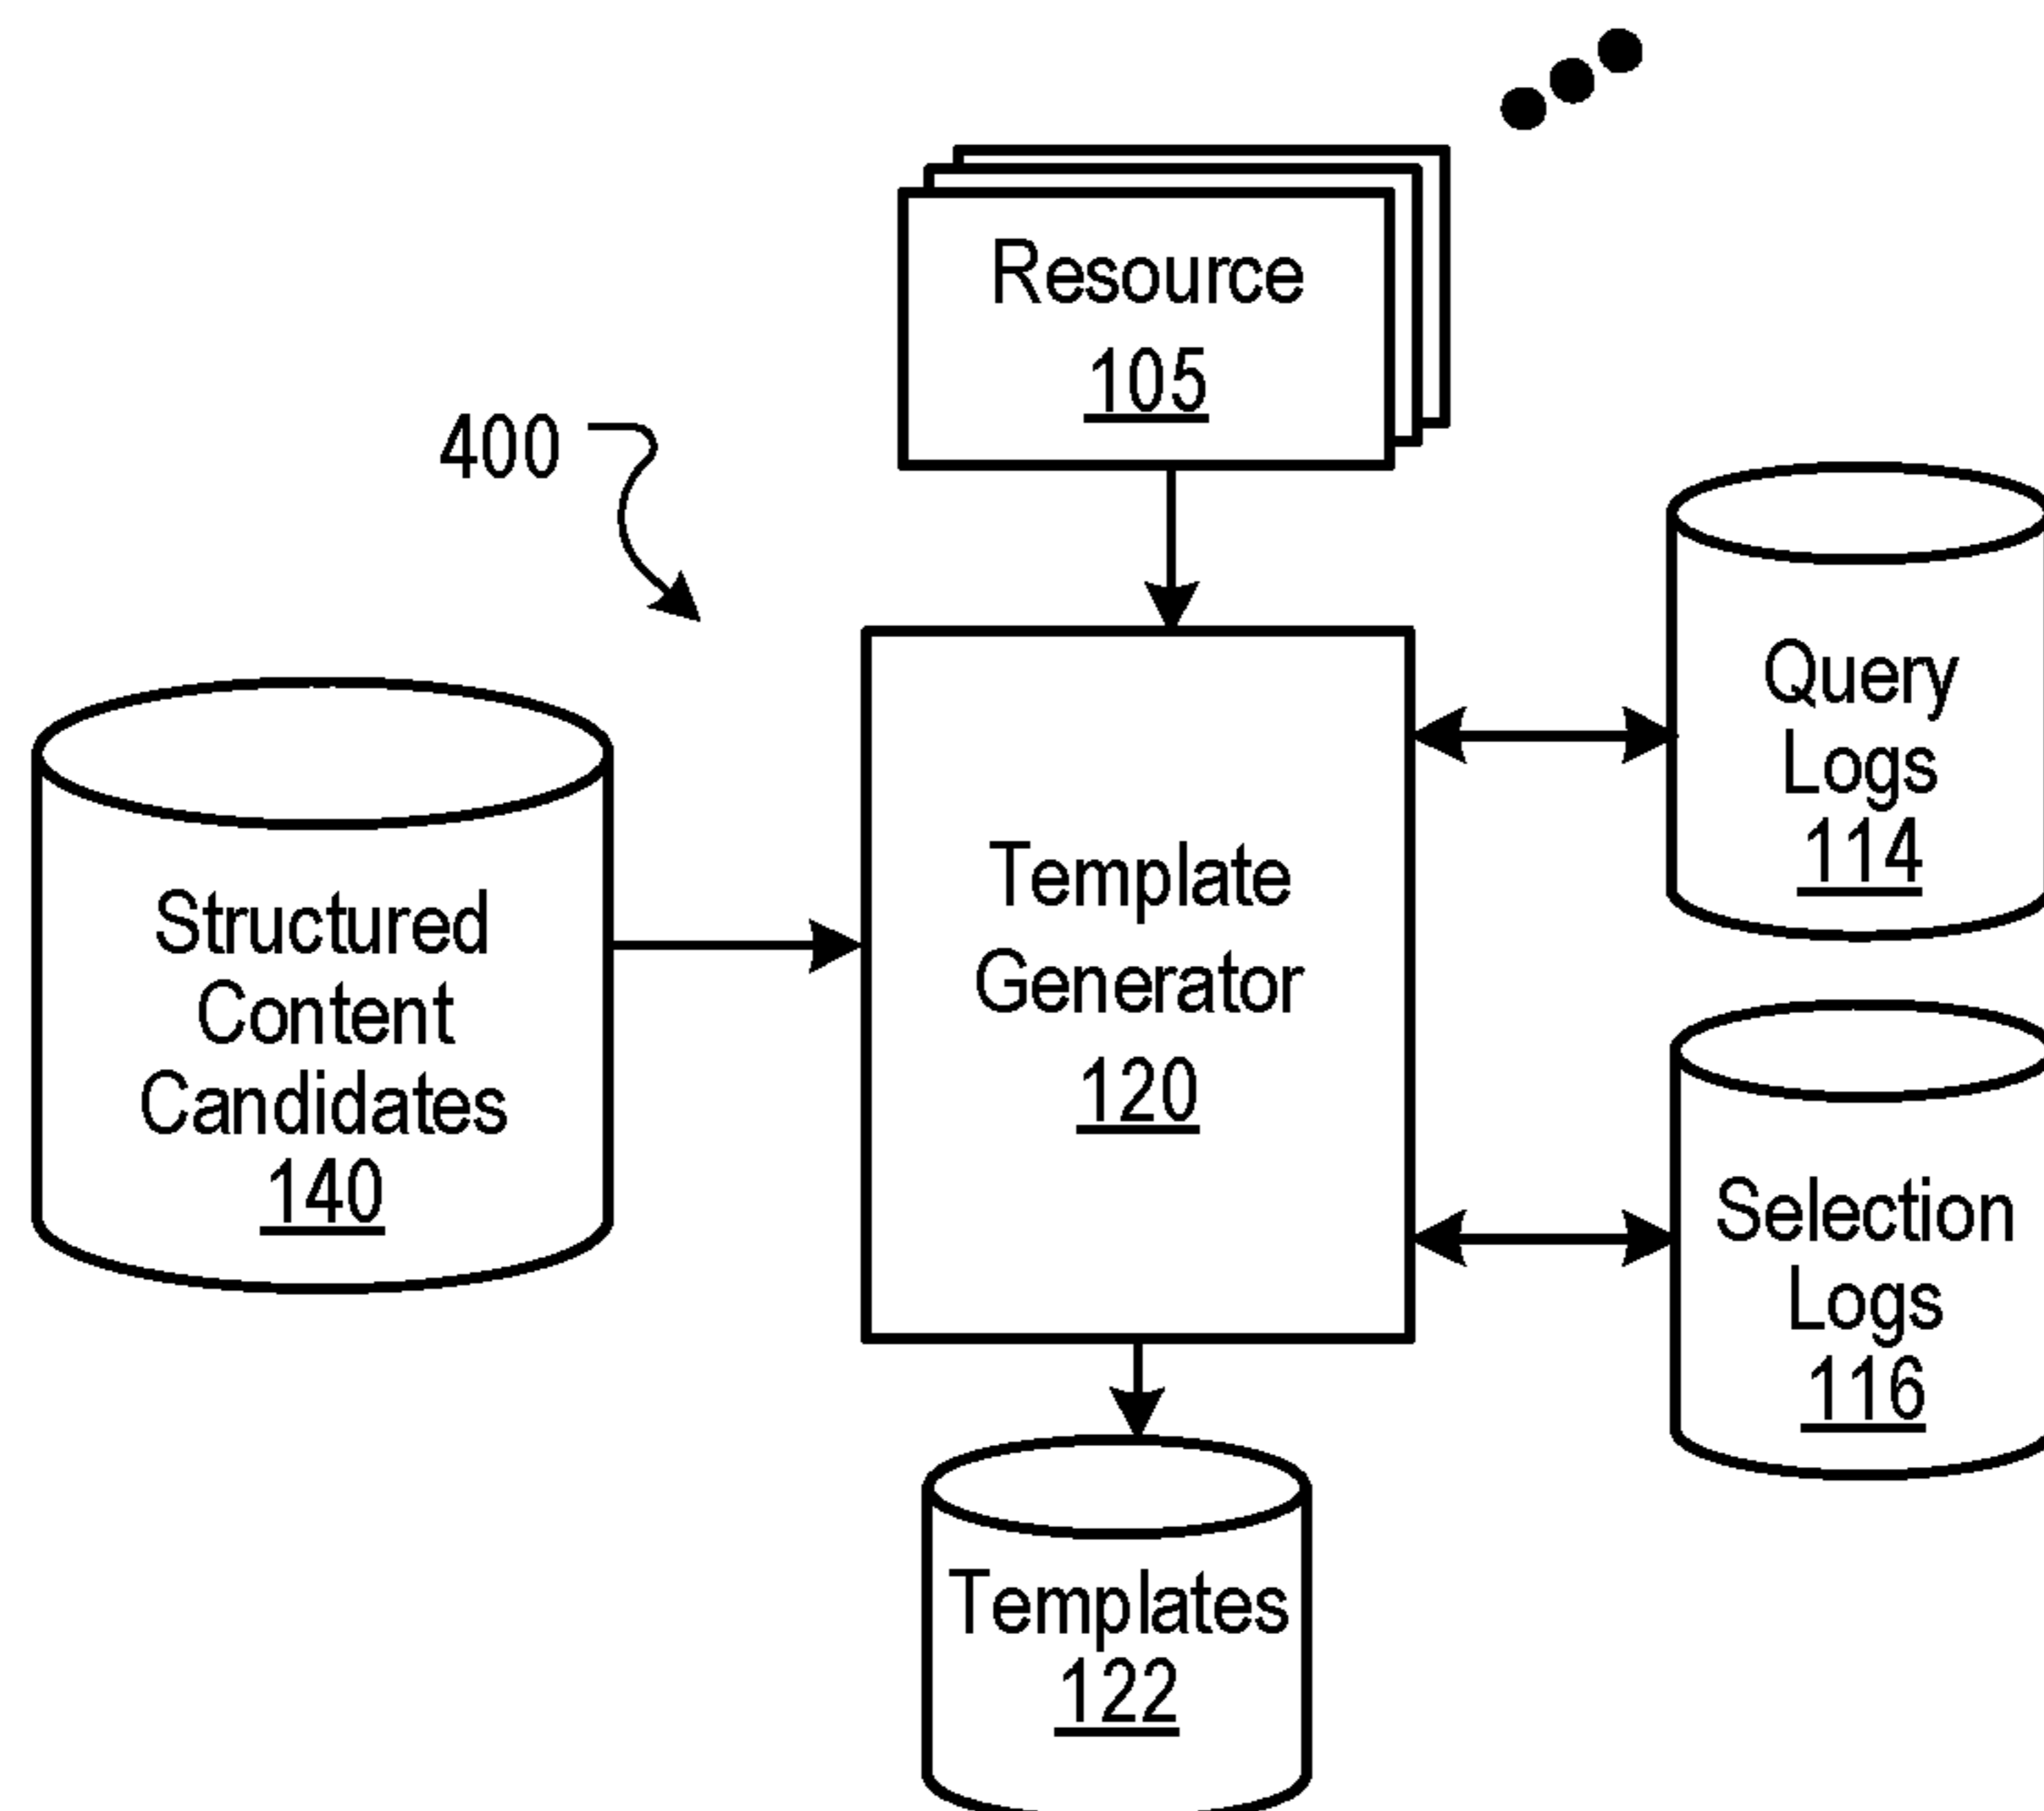 Resource
105
400
Query
Logs
114
Structured
Content
Candidates
140
Template
Generator
120
Selection
Logs
116
Templates
122